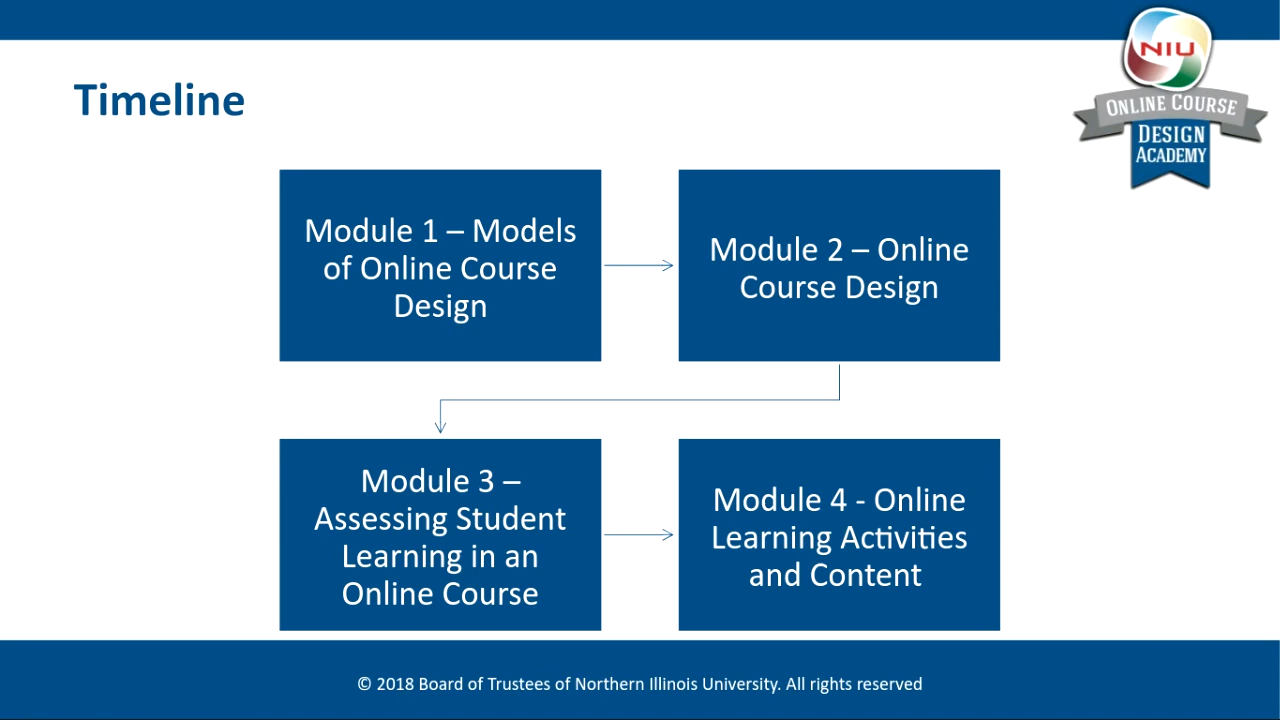 NIU
ONLINE COURSE
DESIGN
ACADEMY
Timeline
Module 1 – Models
of Online Course
Design
Module 2 – Online
Course Design
Module 3 –
Assessing Student
Learning in an
Online Course
Module 4 - Online
Learning Activities
and Content
© 2018 Board of Trustees of Northern Illinois University. All rights reserved